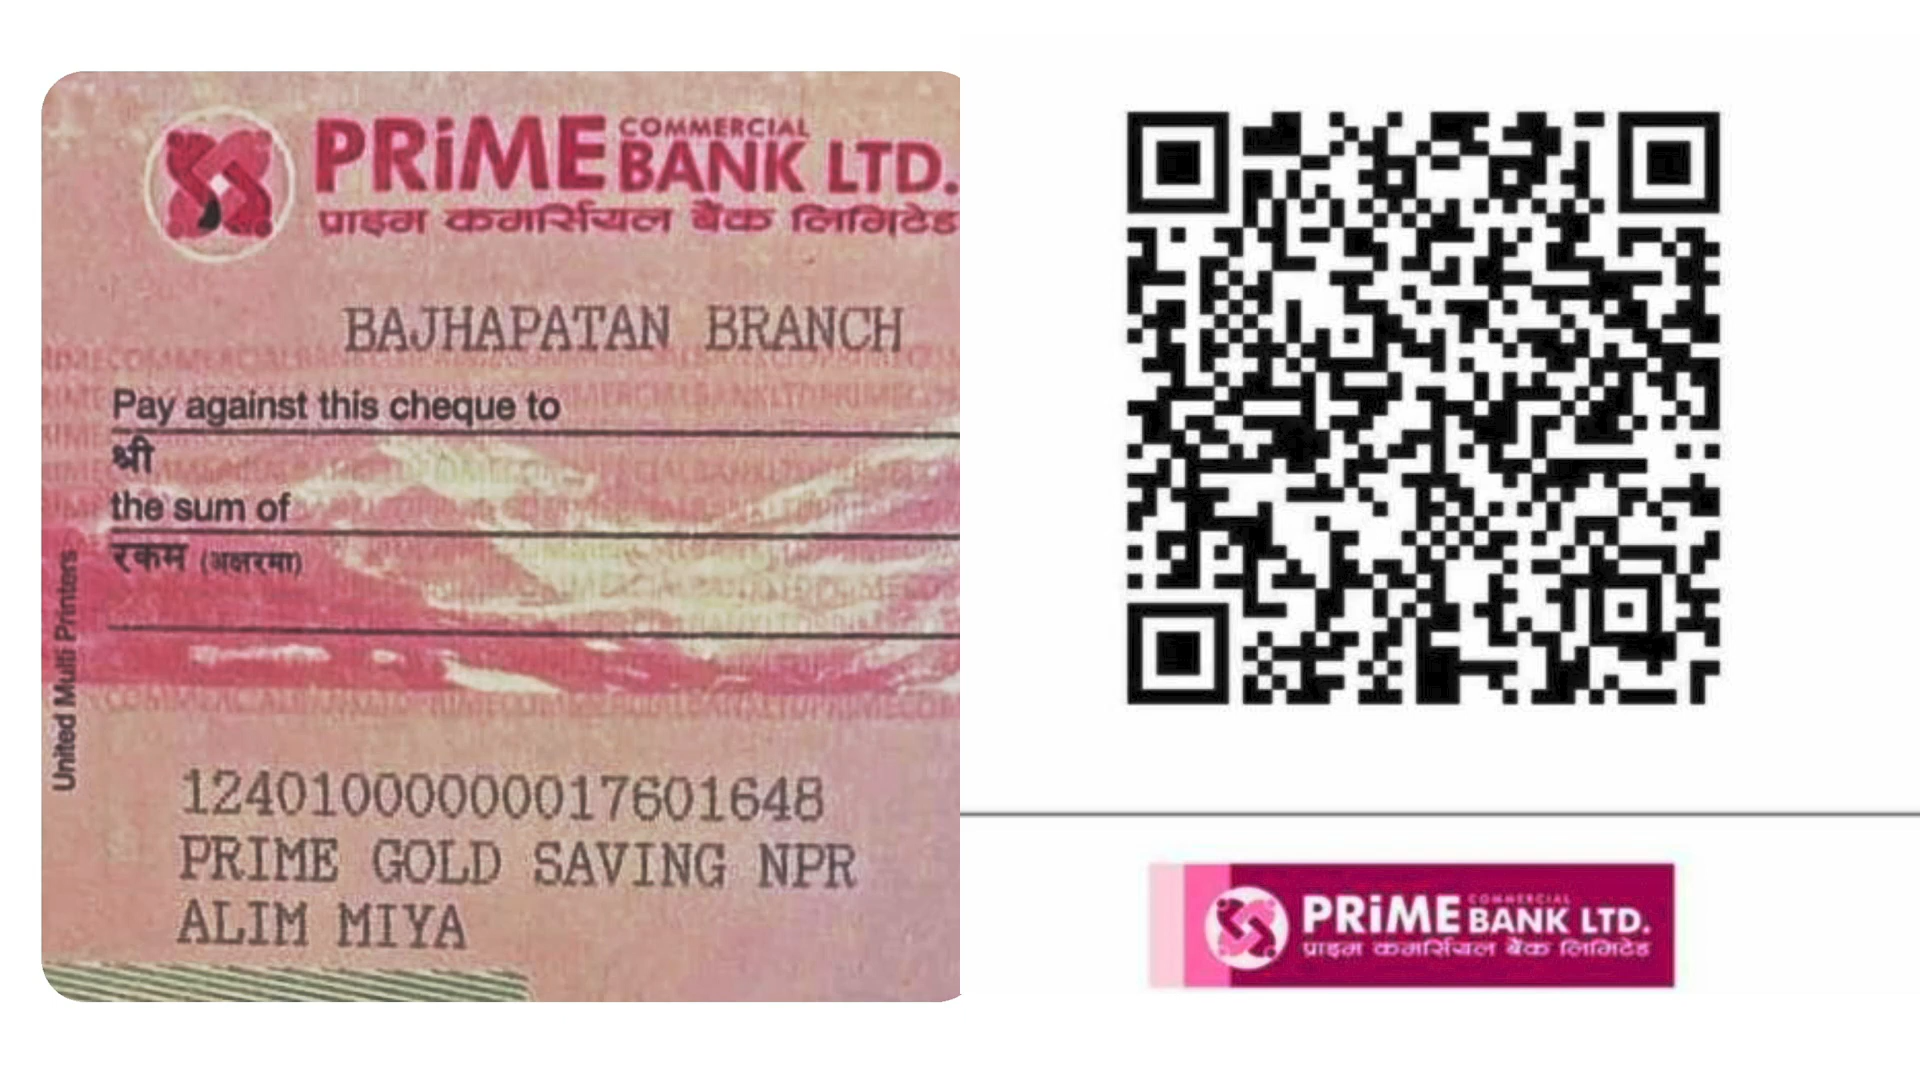 PRiME COMMERCIAL BANK LTD.
प्राइम कमर्सियल बैंक लिमिटेड
BAJHAPATAN BRANCH
Pay against this cheque to
श्री
the sum of
रकम (अक्षरमा)
United Multi Printers
12401000000017601648
PRIME GOLD SAVING NPR
ALIM MIYA
PRiME COMMERCIAL BANK LTD.
प्राइम कमर्सियल बैंक लिमिटेड